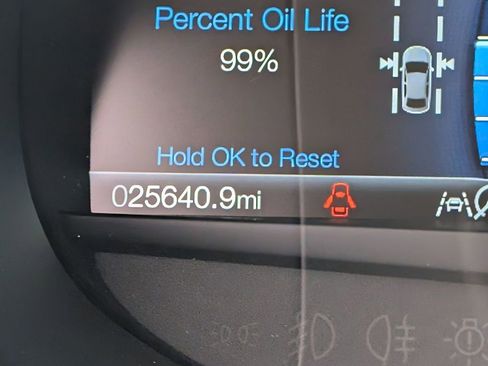 Percent Oil Life
99%
Hold OK to Reset
025640.9mi